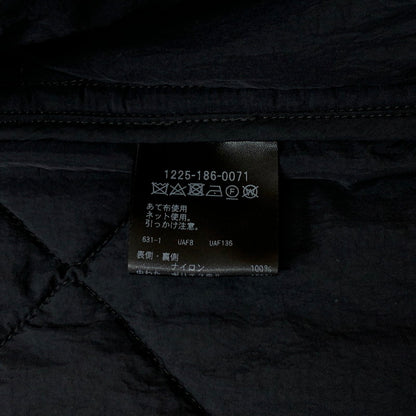 1225-186-0071
F W
あて布使用
ネット使用。
引っかけ注意。
631-1 UAF8 UAF136
表側・裏側
ナイロン 100%